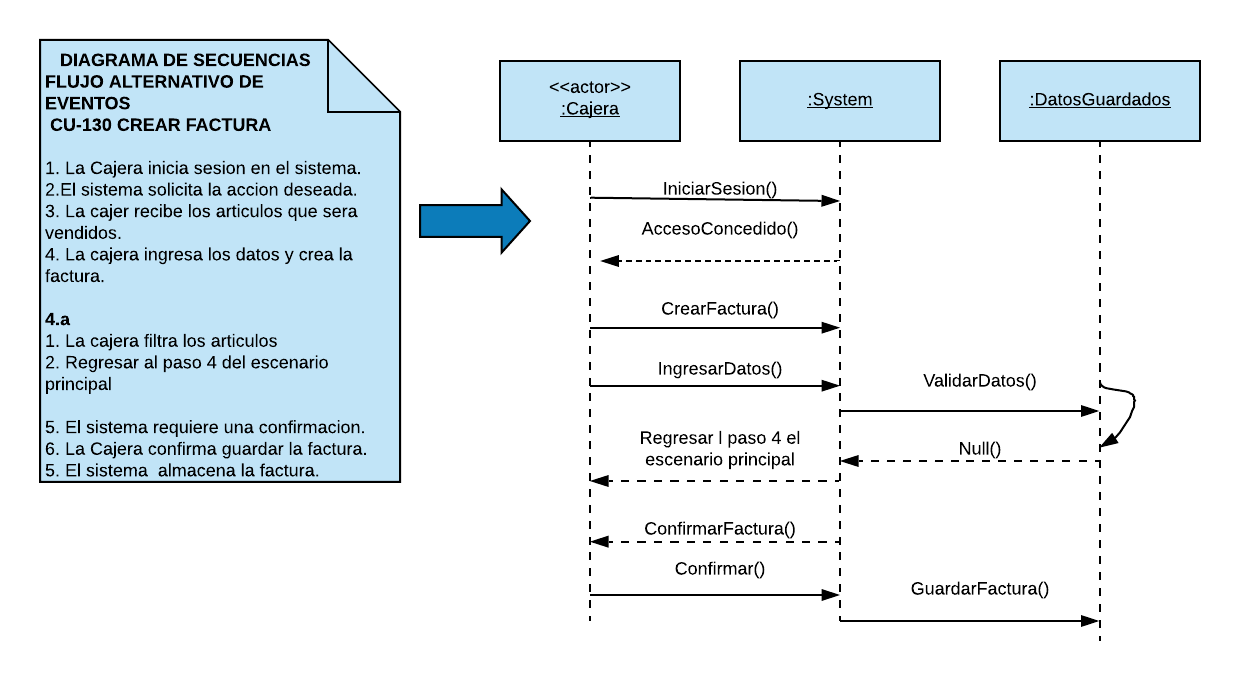 DIAGRAMA DE SECUENCIAS
FLUJO ALTERNATIVO DE
EVENTOS
CU-130 CREAR FACTURA
1. La Cajera inicia sesion en el sistema.
2.El sistema solicita la accion deseada.
3. La cajer recibe los articulos que sera
vendidos.
4. La cajera ingresa los datos y crea la
factura.
4.a
1. La cajera filtra los articulos
2. Regresar al paso 4 del escenario
principal
5. El sistema requiere una confirmacion.
6. La Cajera confirma guardar la factura.
5. El sistema  almacena la factura.
<<actor>>
:Cajera
:System
:DatosGuardados
IniciarSesion()
AccesoConcedido()
CrearFactura()
IngresarDatos()
ValidarDatos()
Regresar l paso 4 el
escenario principal
Null()
ConfirmarFactura()
Confirmar()
GuardarFactura()